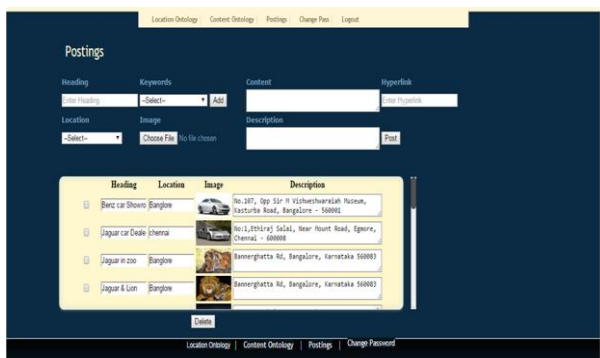 Location Ontology Content Ontology Postings Change Pass Logout
Postings
Heading Keywords Content Hyperlink
Enter Heading --Select-- Add Enter Hyperlink
Location Image Description
--Select-- Choose File No file chosen Post
Heading Location Image Description
Benz car Showro Banglore No.107, Opp Sir M Vishweshwaraiah Museum,
Kasturba Road, Bangalore - 560001
Jaguar car Deale chennai No:1,Ethiraj Salai, Near Mount Road, Egmore,
Chennai - 600008
Jaguar in zoo Banglore Bannerghatta Rd, Bangalore, Karnataka 560083
Jaguar & Lion Banglore Bannerghatta Rd, Bangalore, Karnataka 560083
Delete
Location Ontology | Content Ontology | Postings | Change Password